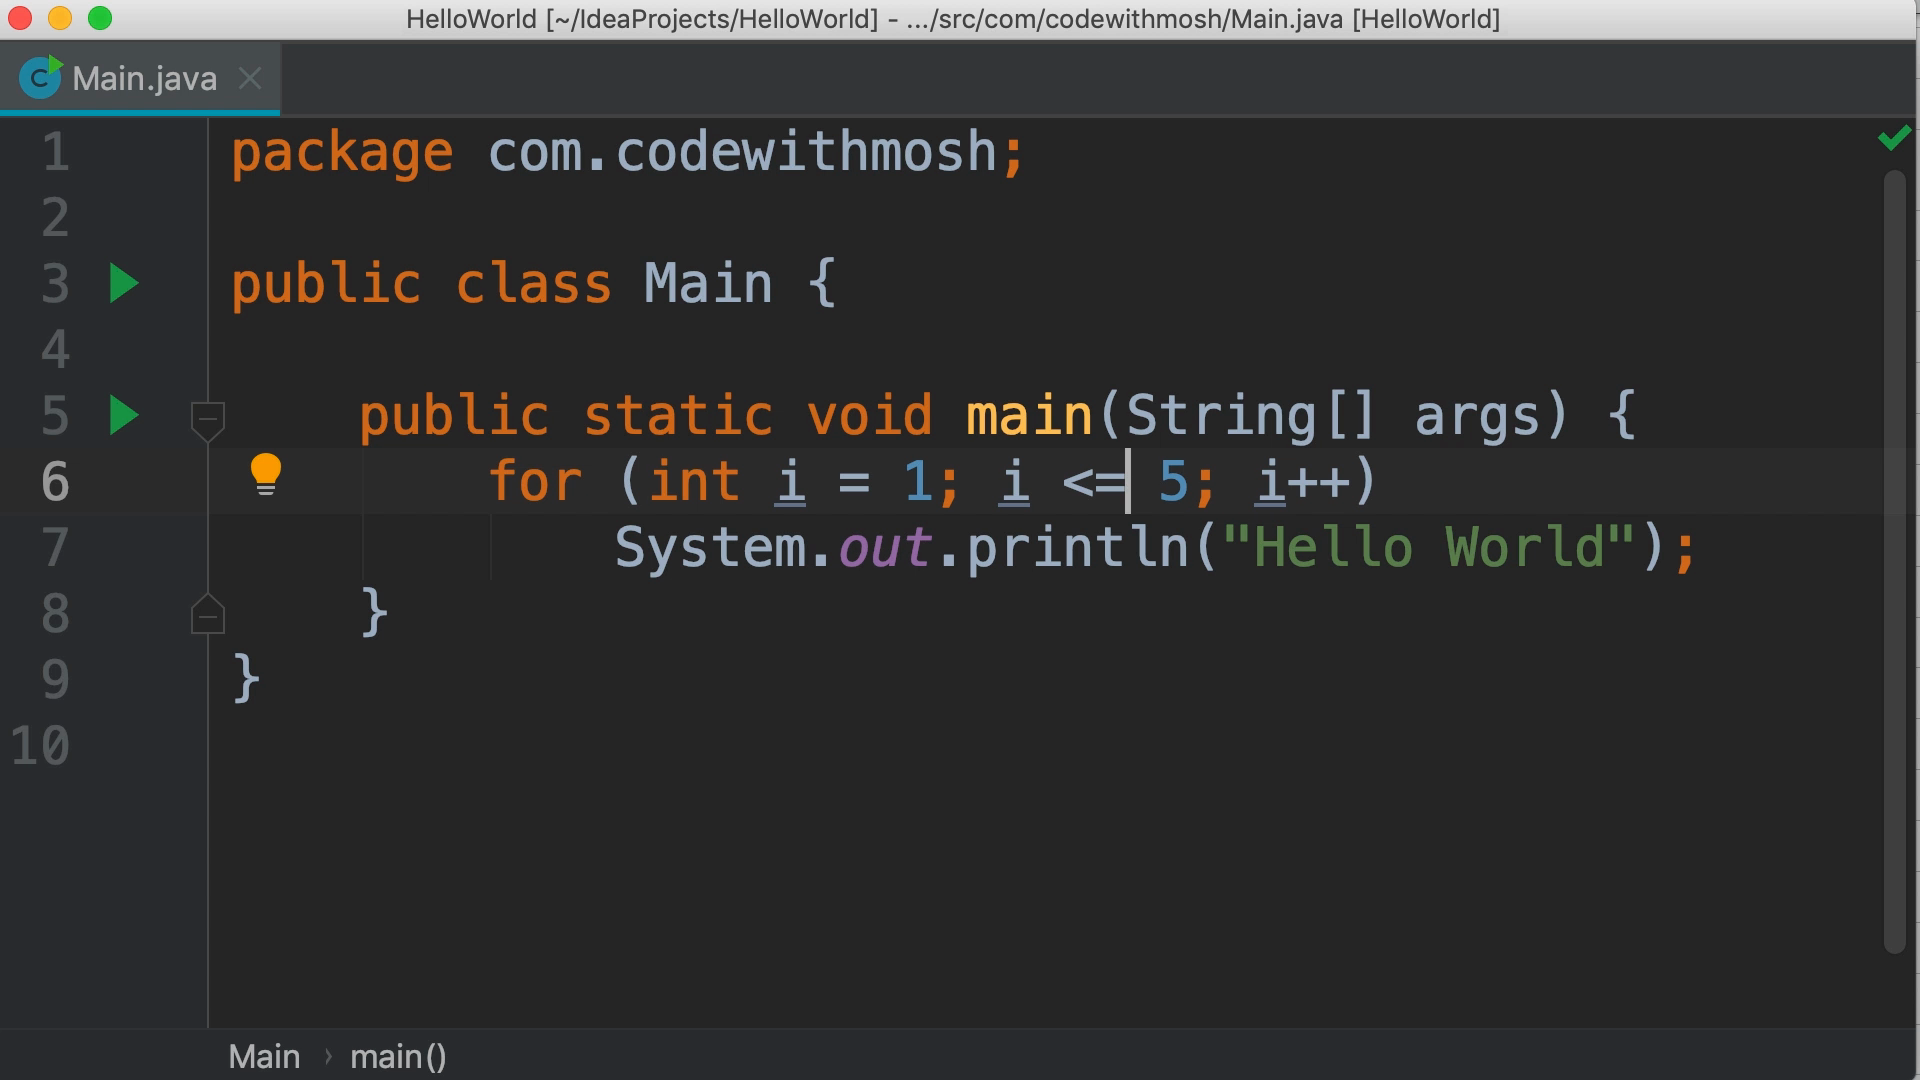 HelloWorld [~/IdeaProjects/HelloWorld] - .../src/com/codewithmosh/Main.java [HelloWorld]
C Main.java
1 package com.codewithmosh;
2
3 public class Main {
4
5 public static void main(String[] args) {
6 for (int i = 1; i <= 5; i++)
7 System.out.println("Hello World");
8 }
9 }
10
Main › main()